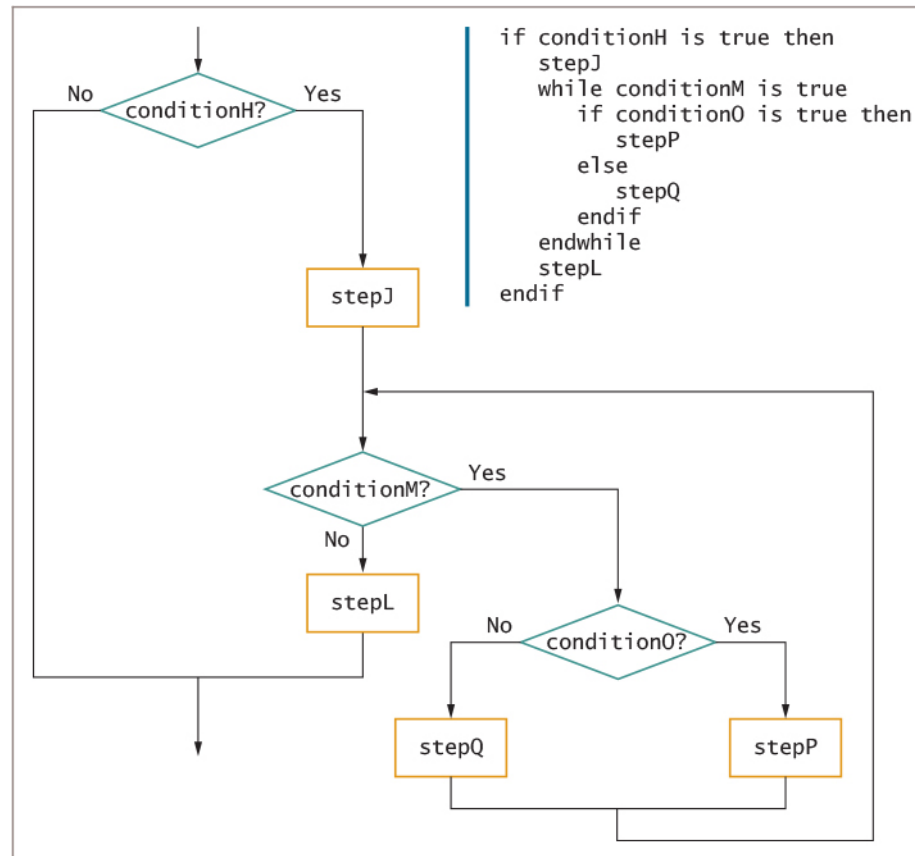 if conditionH is true then
stepJ
while conditionM is true
if conditionO is true then
stepP
else
stepQ
endif
endwhile
stepL
endif
No
conditionH?
Yes
stepJ
conditionM?
Yes
No
stepL
No
conditionO?
Yes
stepQ
stepP